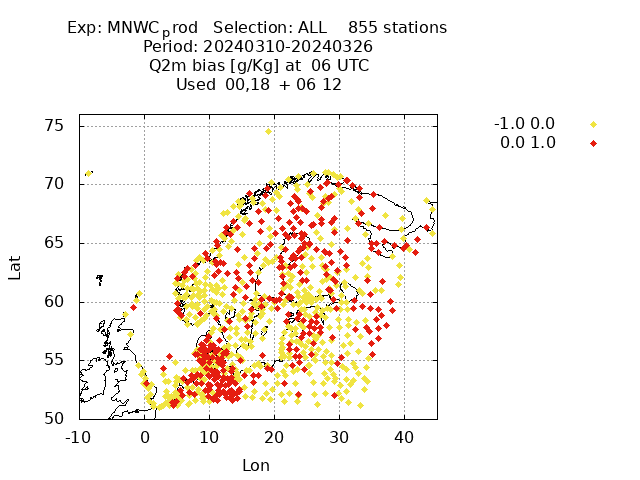 Exp: MNWCprod Selection: ALL 855 stations
Period: 20240310-20240326
Q2m bias [g/Kg] at 06 UTC
Used 00,18 + 06 12
-1.0 0.0
0.0 1.0
75
70
65
60
55
50
-10 0 10 20 30 40
Lat
Lon